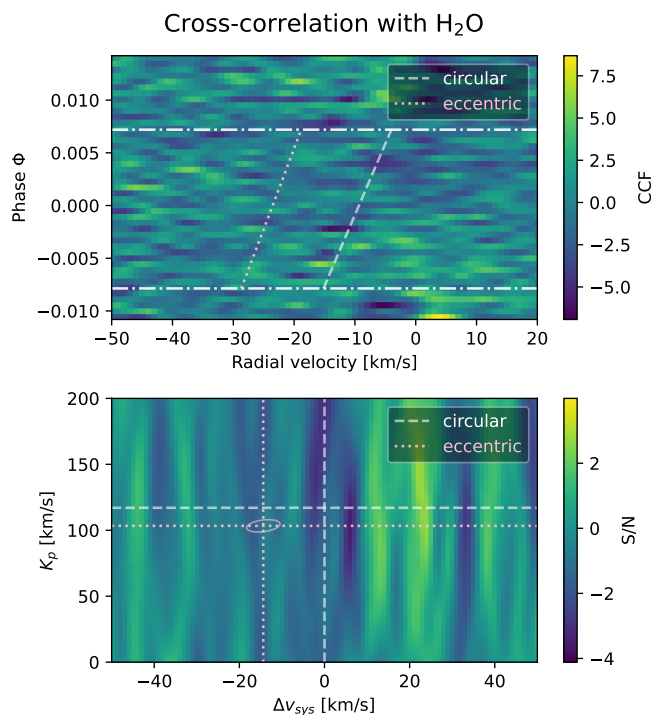 Cross-correlation with H₂O
circular
eccentric
0.010
0.005
0.000
−0.005
−0.010
Phase Φ
−50 −40 −30 −20 −10 0 10 20
Radial velocity [km/s]
7.5
5.0
2.5
0.0
−2.5
−5.0
CCF
circular
eccentric
200
150
100
50
0
K_p [km/s]
−40 −20 0 20 40
Δv_sys [km/s]
2
0
−2
−4
S/N